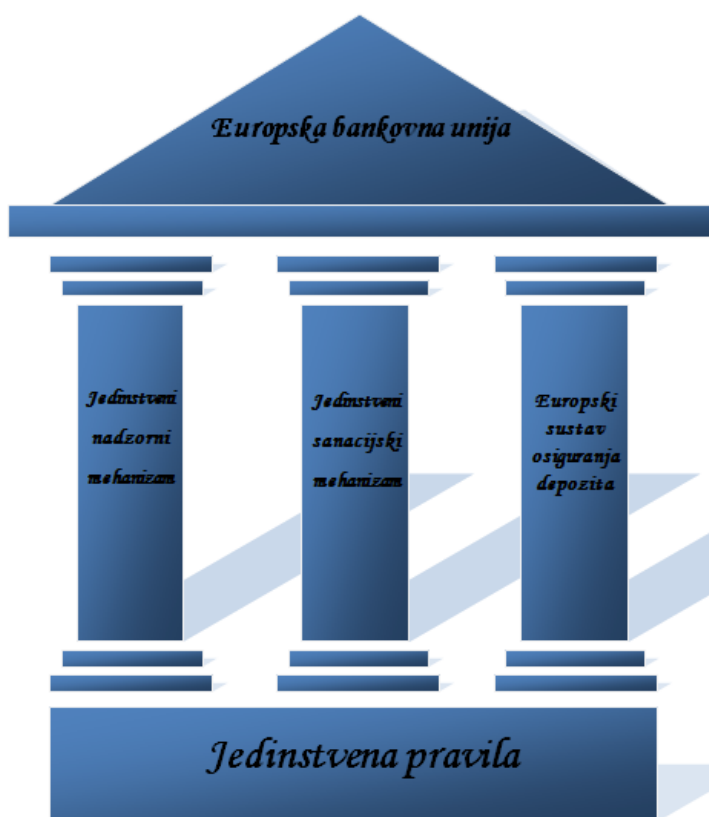 Europska bankovna unija
Jedinstveni
nadzorni
mehanizam
Jedinstveni
sanacijski
mehanizam
Europski
sustav
osiguranja
depozita
Jedinstvena pravila